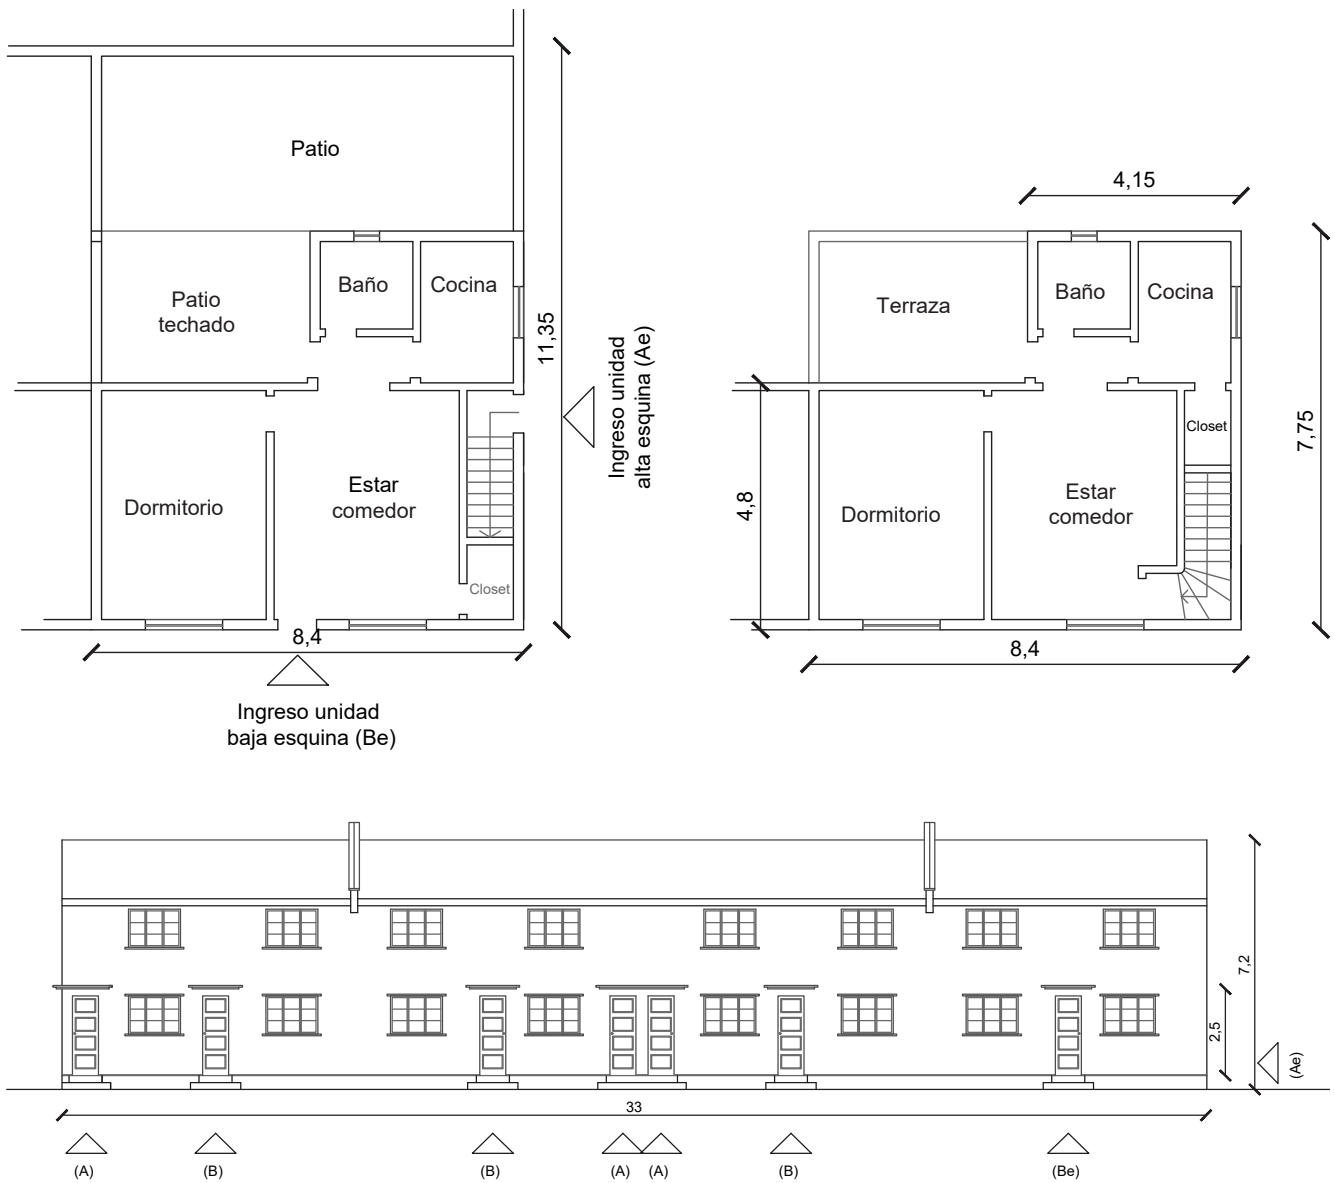 Patio
Patio
techado
Baño
Cocina
11,35
Ingreso unidad
alta esquina (Ae)
Dormitorio
Estar
comedor
Closet
8,4
Ingreso unidad
baja esquina (Be)
4,15
Terraza
Baño
Cocina
7,75
4,8
Closet
Dormitorio
Estar
comedor
8,4
7,2
2,5
(Ae)
33
(A)
(B)
(B)
(A)
(A)
(B)
(Be)